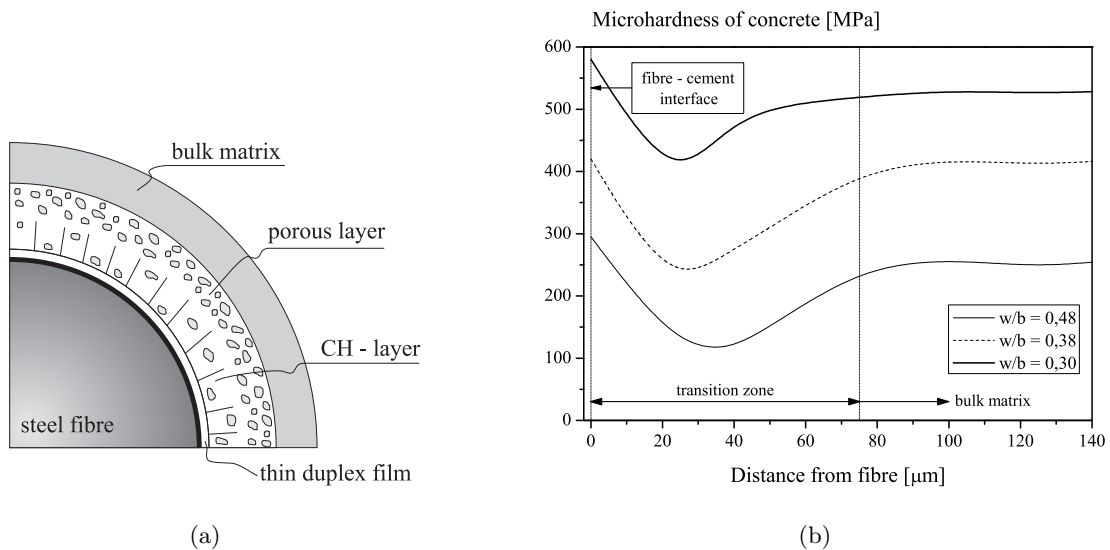 bulk matrix
porous layer
CH - layer
steel fibre
thin duplex film
(a)
Microhardness of concrete [MPa]
600
500
400
300
200
100
0
fibre - cement
interface
w/b = 0,48
w/b = 0,38
w/b = 0,30
transition zone
bulk matrix
0 20 40 60 80 100 120 140
Distance from fibre [μm]
(b)